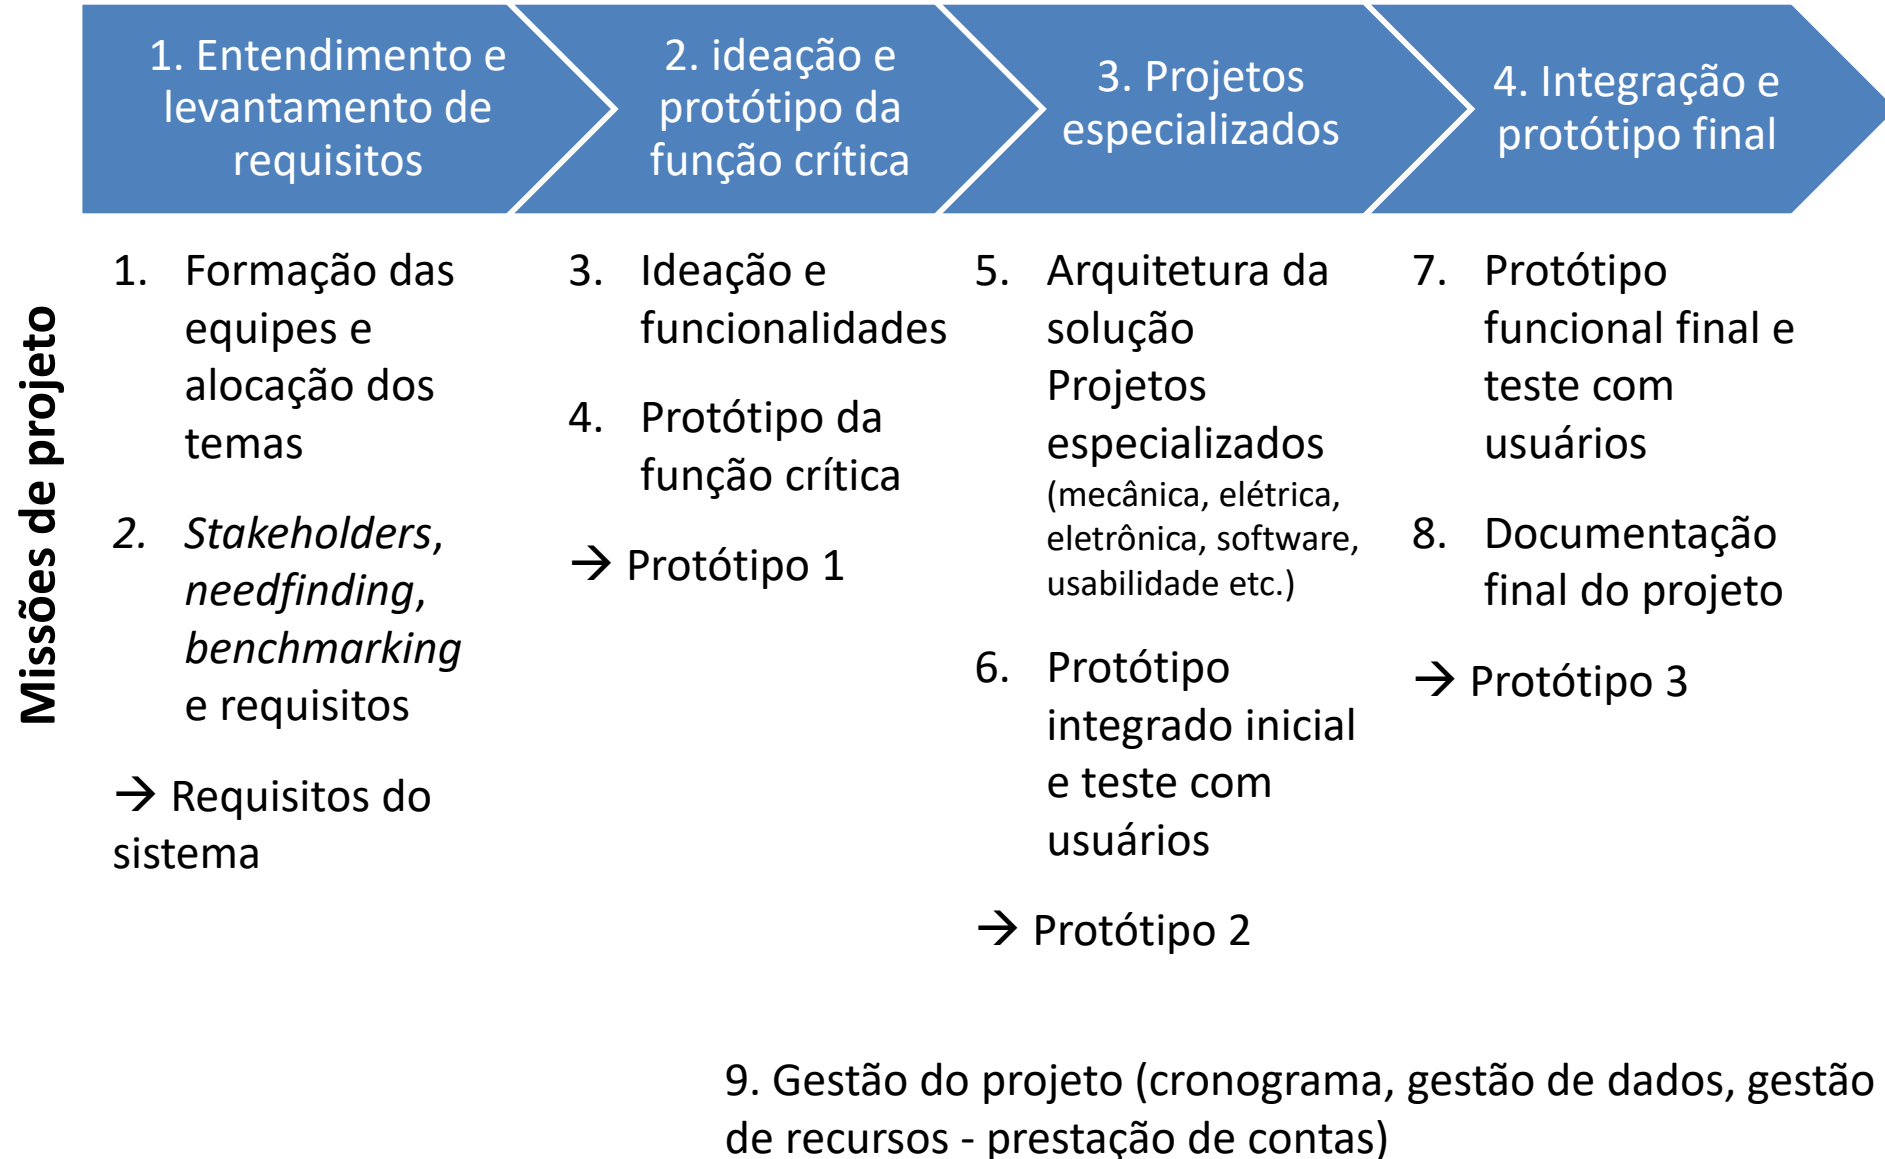 1. Entendimento e
levantamento de
requisitos
2. ideação e
protótipo da
função crítica
3. Projetos
especializados
4. Integração e
protótipo final
Missões de projeto
1. Formação das
equipes e
alocação dos
temas
2. Stakeholders,
needfinding,
benchmarking
e requisitos
→ Requisitos do
sistema
3. Ideação e
funcionalidades
4. Protótipo da
função crítica
→ Protótipo 1
5. Arquitetura da
solução
Projetos
especializados
(mecânica, elétrica,
eletrônica, software,
usabilidade etc.)
6. Protótipo
integrado inicial
e teste com
usuários
→ Protótipo 2
7. Protótipo
funcional final e
teste com
usuários
8. Documentação
final do projeto
→ Protótipo 3
9. Gestão do projeto (cronograma, gestão de dados, gestão
de recursos - prestação de contas)